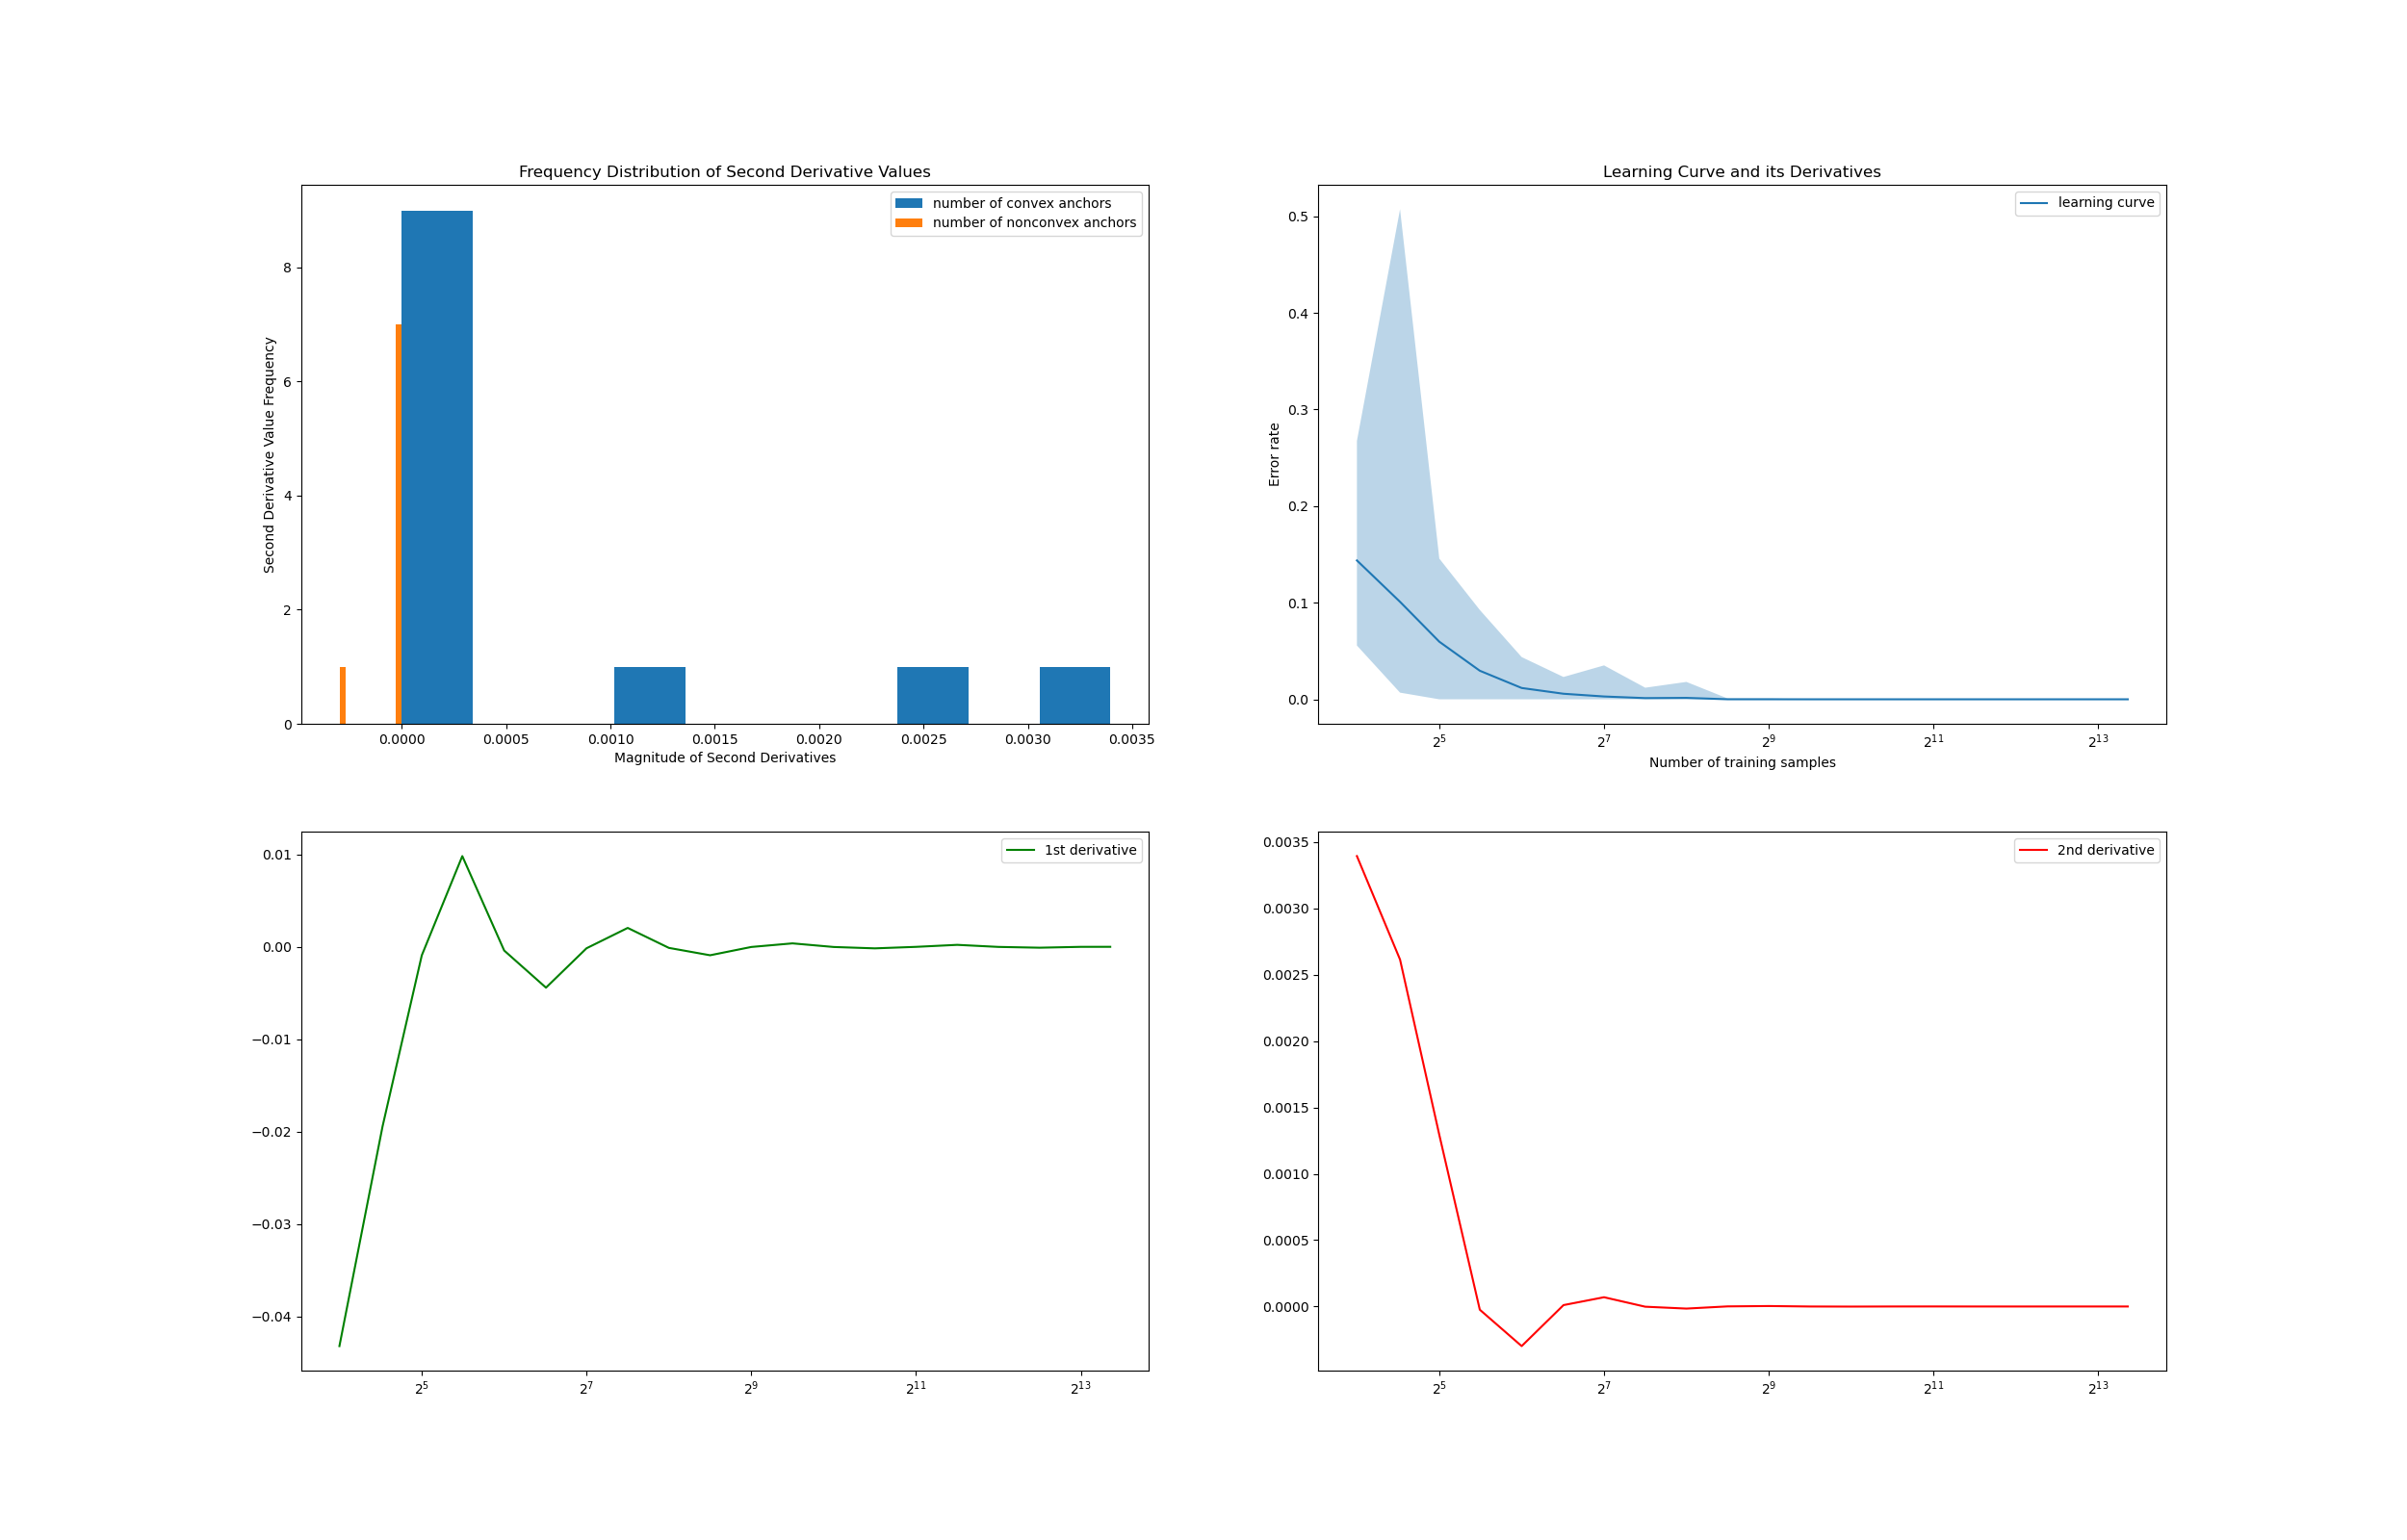 Frequency Distribution of Second Derivative Values
number of convex anchors
number of nonconvex anchors
Second Derivative Value Frequency
8
6
4
2
0
0.0000 0.0005 0.0010 0.0015 0.0020 0.0025 0.0030 0.0035
Magnitude of Second Derivatives
Learning Curve and its Derivatives
learning curve
Error rate
0.5
0.4
0.3
0.2
0.1
0.0
2^5 2^7 2^9 2^11 2^13
Number of training samples
1st derivative
0.01
0.00
−0.01
−0.02
−0.03
−0.04
2^5 2^7 2^9 2^11 2^13
2nd derivative
0.0035
0.0030
0.0025
0.0020
0.0015
0.0010
0.0005
0.0000
2^5 2^7 2^9 2^11 2^13